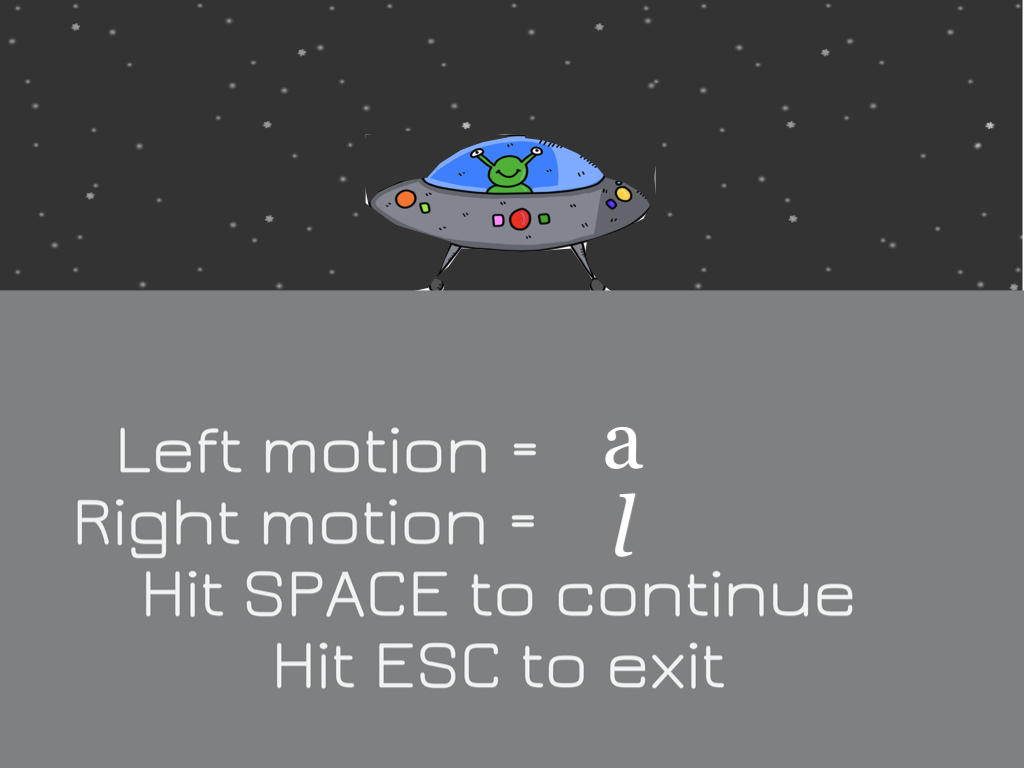 Left motion = a
Right motion = l
Hit SPACE to continue
Hit ESC to exit